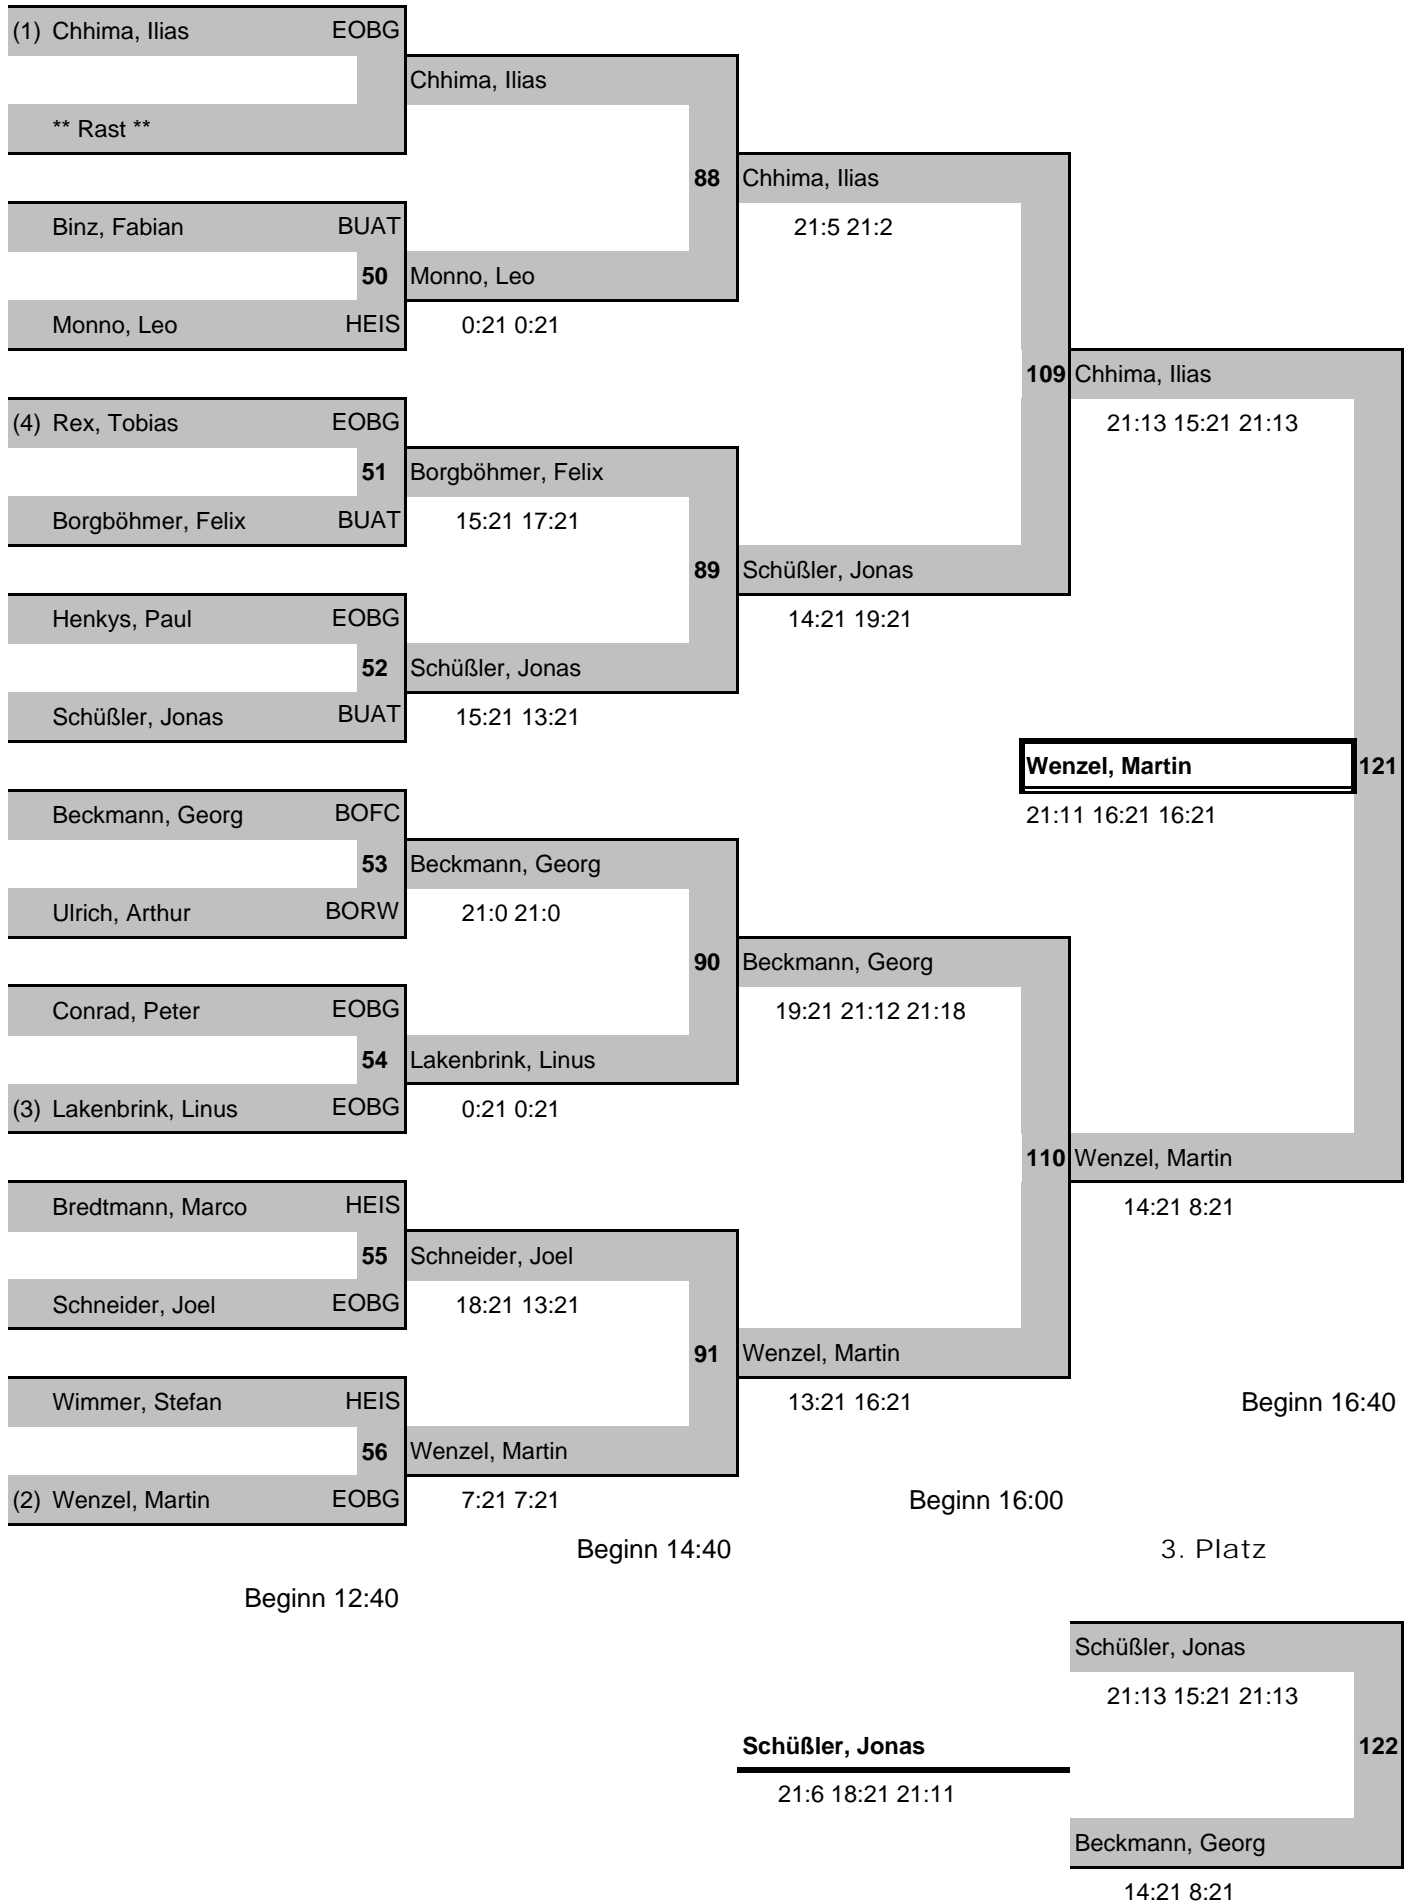 (1) Chhima, Ilias EOBG
Chhima, Ilias
** Rast **
88 Chhima, Ilias
Binz, Fabian BUAT
21:5 21:2
50 Monno, Leo
Monno, Leo HEIS
0:21 0:21
109 Chhima, Ilias
(4) Rex, Tobias EOBG
21:13 15:21 21:13
51 Borgböhmer, Felix
Borgböhmer, Felix BUAT
15:21 17:21
89 Schüßler, Jonas
Henkys, Paul EOBG
14:21 19:21
52 Schüßler, Jonas
Schüßler, Jonas BUAT
15:21 13:21
Wenzel, Martin 121
Beckmann, Georg BOFC
21:11 16:21 16:21
53 Beckmann, Georg
Ulrich, Arthur BORW
21:0 21:0
90 Beckmann, Georg
Conrad, Peter EOBG
19:21 21:12 21:18
54 Lakenbrink, Linus
(3) Lakenbrink, Linus EOBG
0:21 0:21
110 Wenzel, Martin
Bredtmann, Marco HEIS
14:21 8:21
55 Schneider, Joel
Schneider, Joel EOBG
18:21 13:21
91 Wenzel, Martin
Wimmer, Stefan HEIS
13:21 16:21
Beginn 16:40
56 Wenzel, Martin
(2) Wenzel, Martin EOBG
7:21 7:21
Beginn 16:00
Beginn 14:40
3. Platz
Beginn 12:40
Schüßler, Jonas
21:13 15:21 21:13
Schüßler, Jonas 122
21:6 18:21 21:11
Beckmann, Georg
14:21 8:21